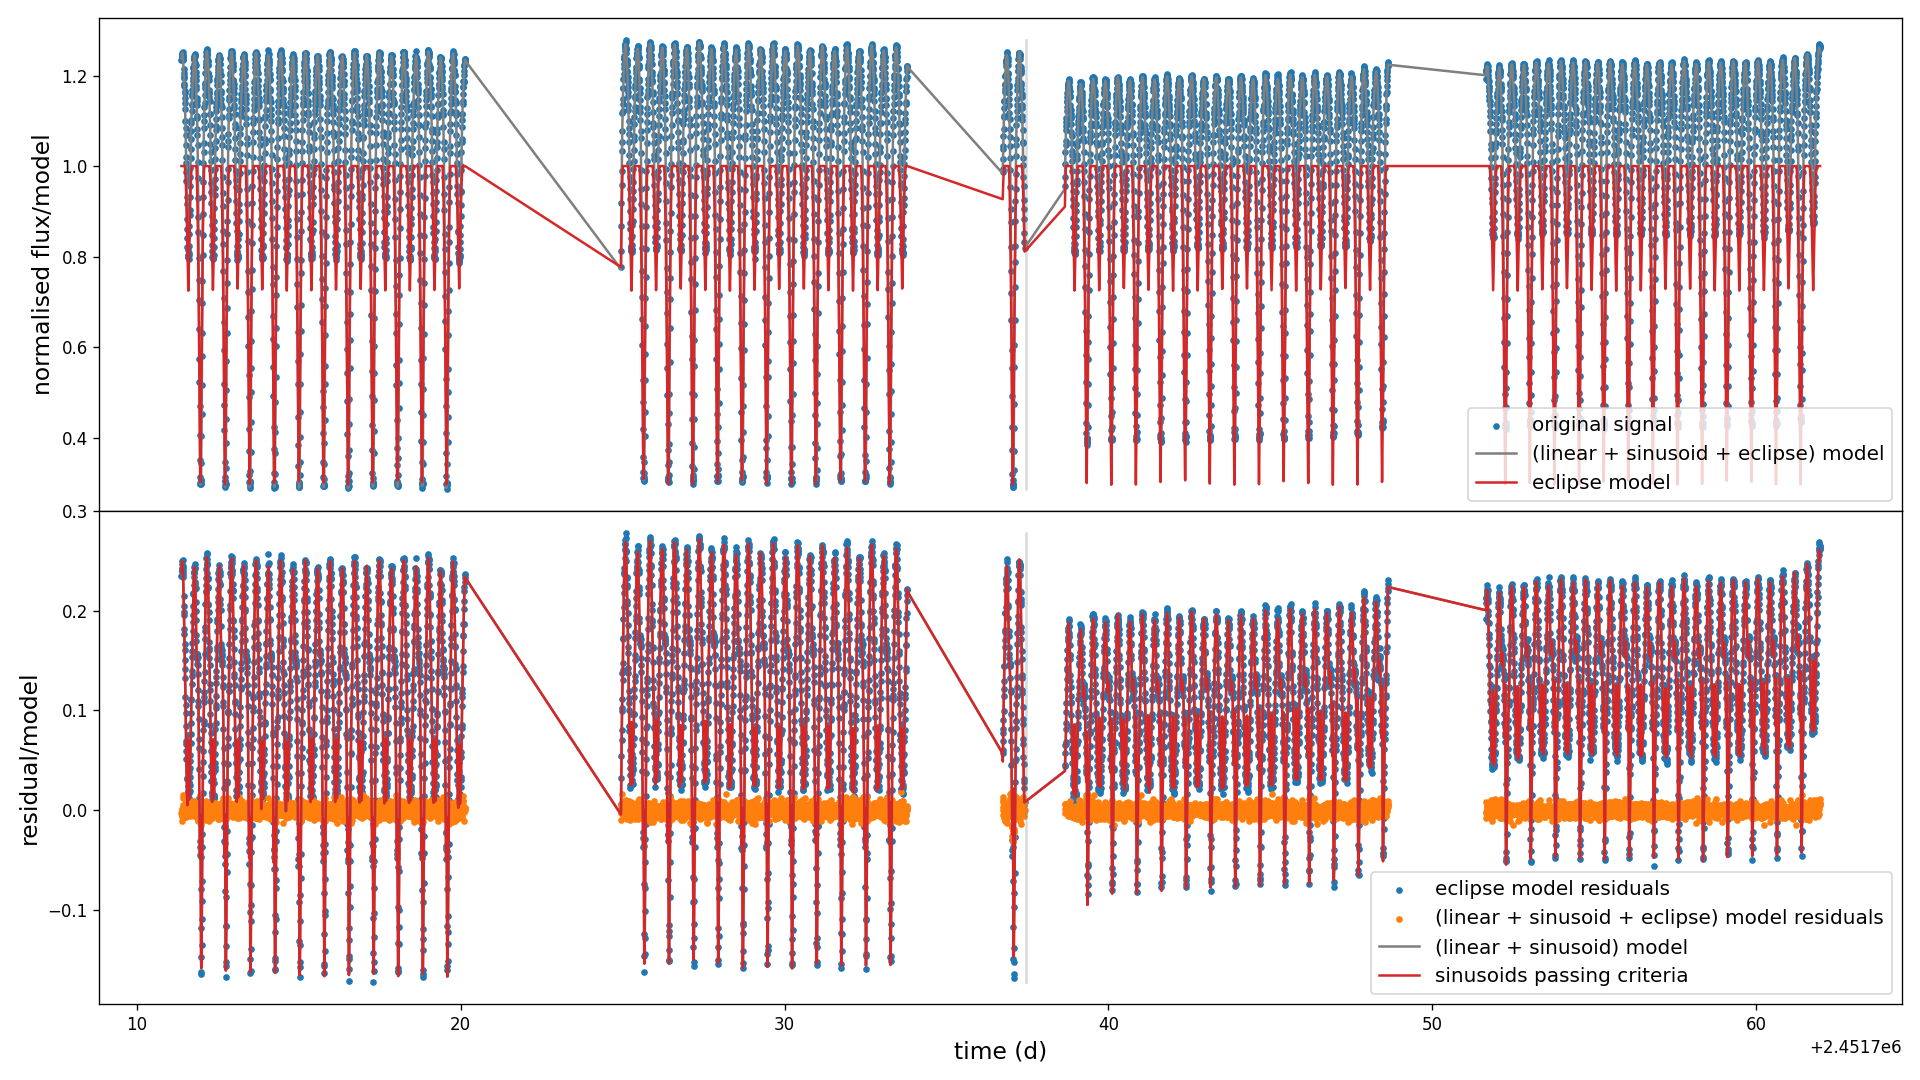 normalised flux/model
1.2
1.0
0.8
0.6
0.4
original signal
(linear + sinusoid + eclipse) model
eclipse model
residual/model
0.3
0.2
0.1
0.0
−0.1
eclipse model residuals
(linear + sinusoid + eclipse) model residuals
(linear + sinusoid) model
sinusoids passing criteria
10 20 30 40 50 60
time (d)
+2.4517e6